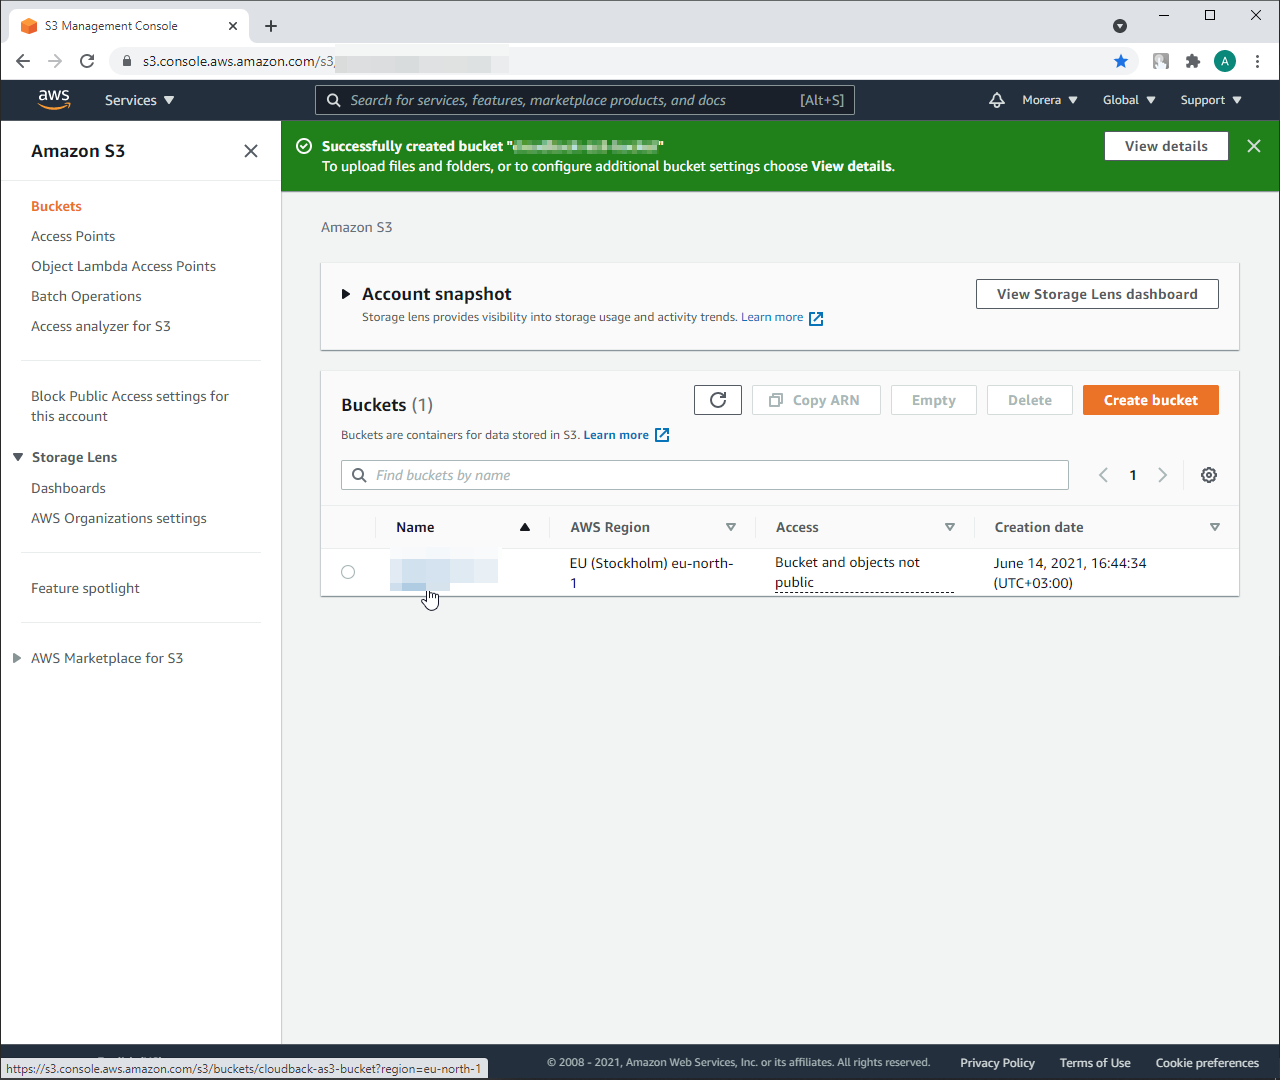 S3 Management Console
s3.console.aws.amazon.com/s3
A
aws
Services
Search for services, features, marketplace products, and docs
[Alt+S]
Morera
Global
Support
Amazon S3
Buckets
Access Points
Object Lambda Access Points
Batch Operations
Access analyzer for S3
Block Public Access settings for
this account
Storage Lens
Dashboards
AWS Organizations settings
Feature spotlight
AWS Marketplace for S3
Successfully created bucket "
"
To upload files and folders, or to configure additional bucket settings choose View details.
View details
Amazon S3
Account snapshot
Storage lens provides visibility into storage usage and activity trends. Learn more
View Storage Lens dashboard
Buckets (1)
Copy ARN
Empty
Delete
Create bucket
Buckets are containers for data stored in S3. Learn more
Find buckets by name
1
Name
AWS Region
Access
Creation date
EU (Stockholm) eu-north-
1
Bucket and objects not
public
June 14, 2021, 16:44:34
(UTC+03:00)
© 2008 - 2021, Amazon Web Services, Inc. or its affiliates. All rights reserved.
Privacy Policy
Terms of Use
Cookie preferences
https://s3.console.aws.amazon.com/s3/buckets/cloudback-as3-bucket?region=eu-north-1